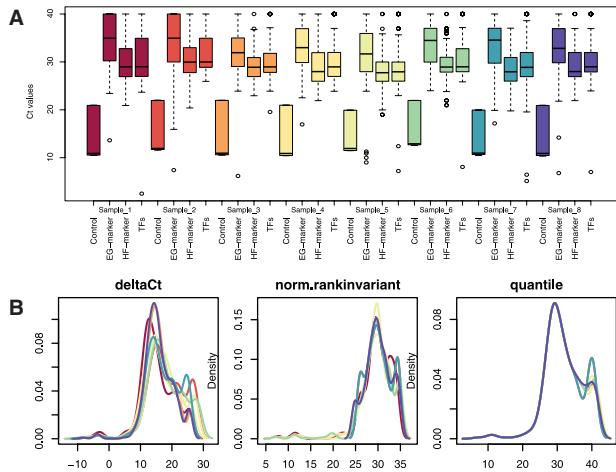 A
Ct values
40
30
20
10
Sample_1 Sample_2 Sample_3 Sample_4 Sample_5 Sample_6 Sample_7 Sample_8
Control EG−marker HF−marker TFs Control EG−marker HF−marker TFs Control EG−marker HF−marker TFs Control EG−marker HF−marker TFs Control EG−marker HF−marker TFs Control EG−marker HF−marker TFs Control EG−marker HF−marker TFs Control EG−marker HF−marker TFs
B
deltaCt norm.rankinvariant quantile
0.08
0.04
0.00
−10 0 10 20 30
Density
0.15
0.10
0.05
0.00
5 10 15 20 25 30 35
Density
0.08
0.04
0.00
0 10 20 30 40